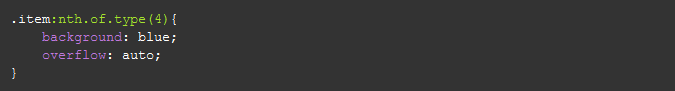 .item:nth.of.type(4){
background: blue;
overflow: auto;
}